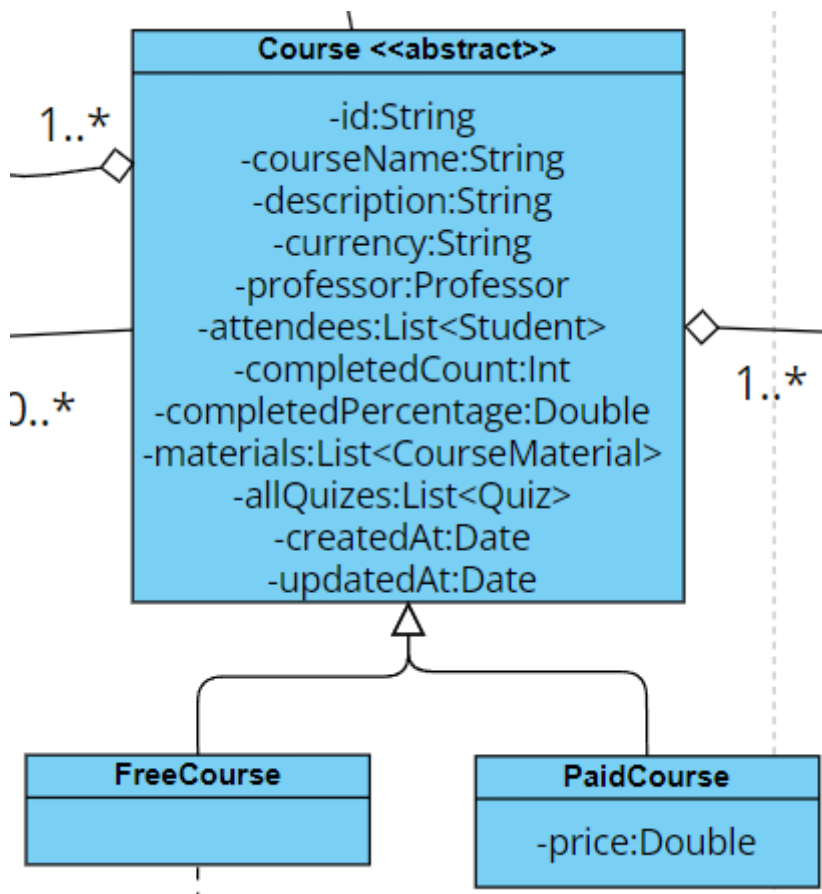 Course <<abstract>>
1..*
-id:String
-courseName:String
-description:String
-currency:String
-professor:Professor
-attendees:List<Student>
-completedCount:Int
1..*
0..*
-completedPercentage:Double
-materials:List<CourseMaterial>
-allQuizes:List<Quiz>
-createdAt:Date
-updatedAt:Date
FreeCourse
PaidCourse
-price:Double